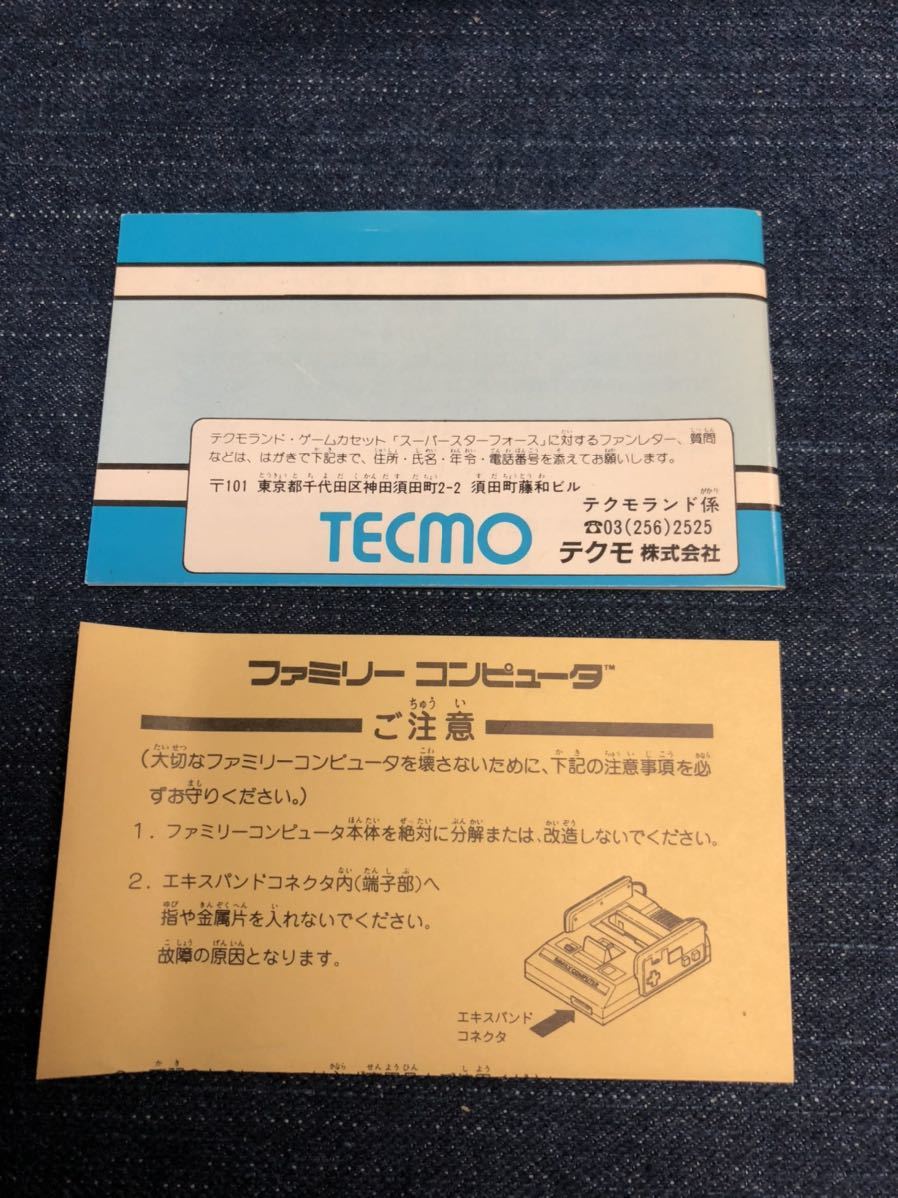 テクモランド・ゲームカセット「スーパースターフォース」に対するファンレター、質問
などは、はがきで下記まで、住所・氏名・年令・電話番号を添えてお願いします。
〒101 東京都千代田区神田須田町2-2 須田町藤和ビル
テクモランド係
☎03(256)2525
TECMO テクモ 株式会社
ファミリー コンピュータ™
ご注意
(大切なファミリーコンピュータを壊さないために、下記の注意事項を必
ずお守りください。)
1. ファミリーコンピュータ本体を絶対に分解または、改造しないでください。
2. エキスパンドコネクタ内(端子部)へ
指や金属片を入れないでください。
故障の原因となります。
FAMILY COMPUTER
エキスパンド
コネクタ